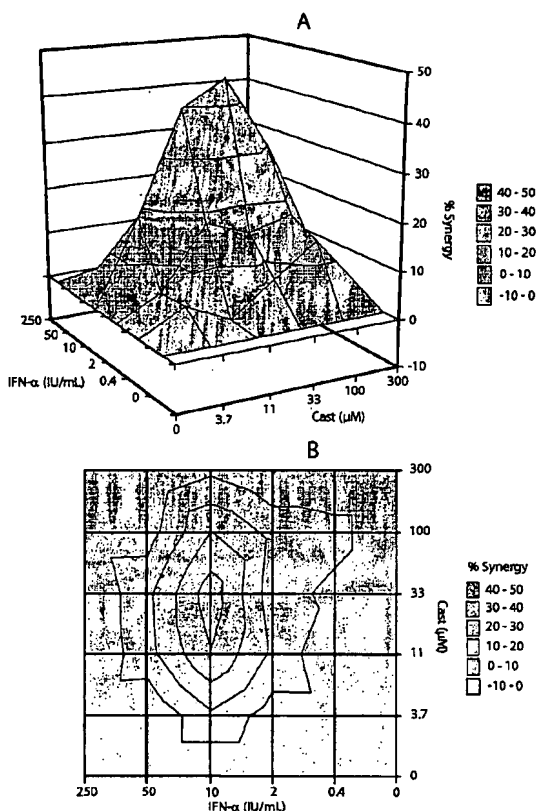 A
50
40
30
20
10
0
-10
% Synergy
40 - 50
30 - 40
20 - 30
10 - 20
0 - 10
-10 - 0
250
50
10
2
0.4
0
IFN-α (IU/mL)
0
3.7
11
33
100
300
Cast (µM)
B
300
100
33
11
3.7
0
Cast (µM)
% Synergy
40 - 50
30 - 40
20 - 30
10 - 20
0 - 10
-10 - 0
250
50
10
2
0.4
0
IFN-α (IU/mL)